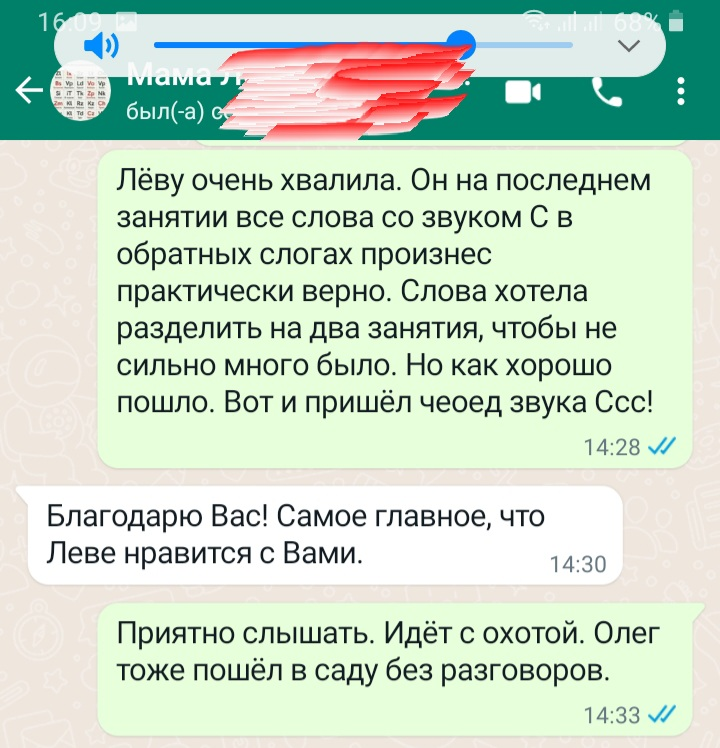 16:09
68%
Мама Л
был(-а)
Лёву очень хвалила. Он на последнем
занятии все слова со звуком С в
обратных слогах произнес
практически верно. Слова хотела
разделить на два занятия, чтобы не
сильно много было. Но как хорошо
пошло. Вот и пришёл чеоед звука Ссс!
14:28
Благодарю Вас! Самое главное, что
Леве нравится с Вами.
14:30
Приятно слышать. Идёт с охотой. Олег
тоже пошёл в саду без разговоров.
14:33